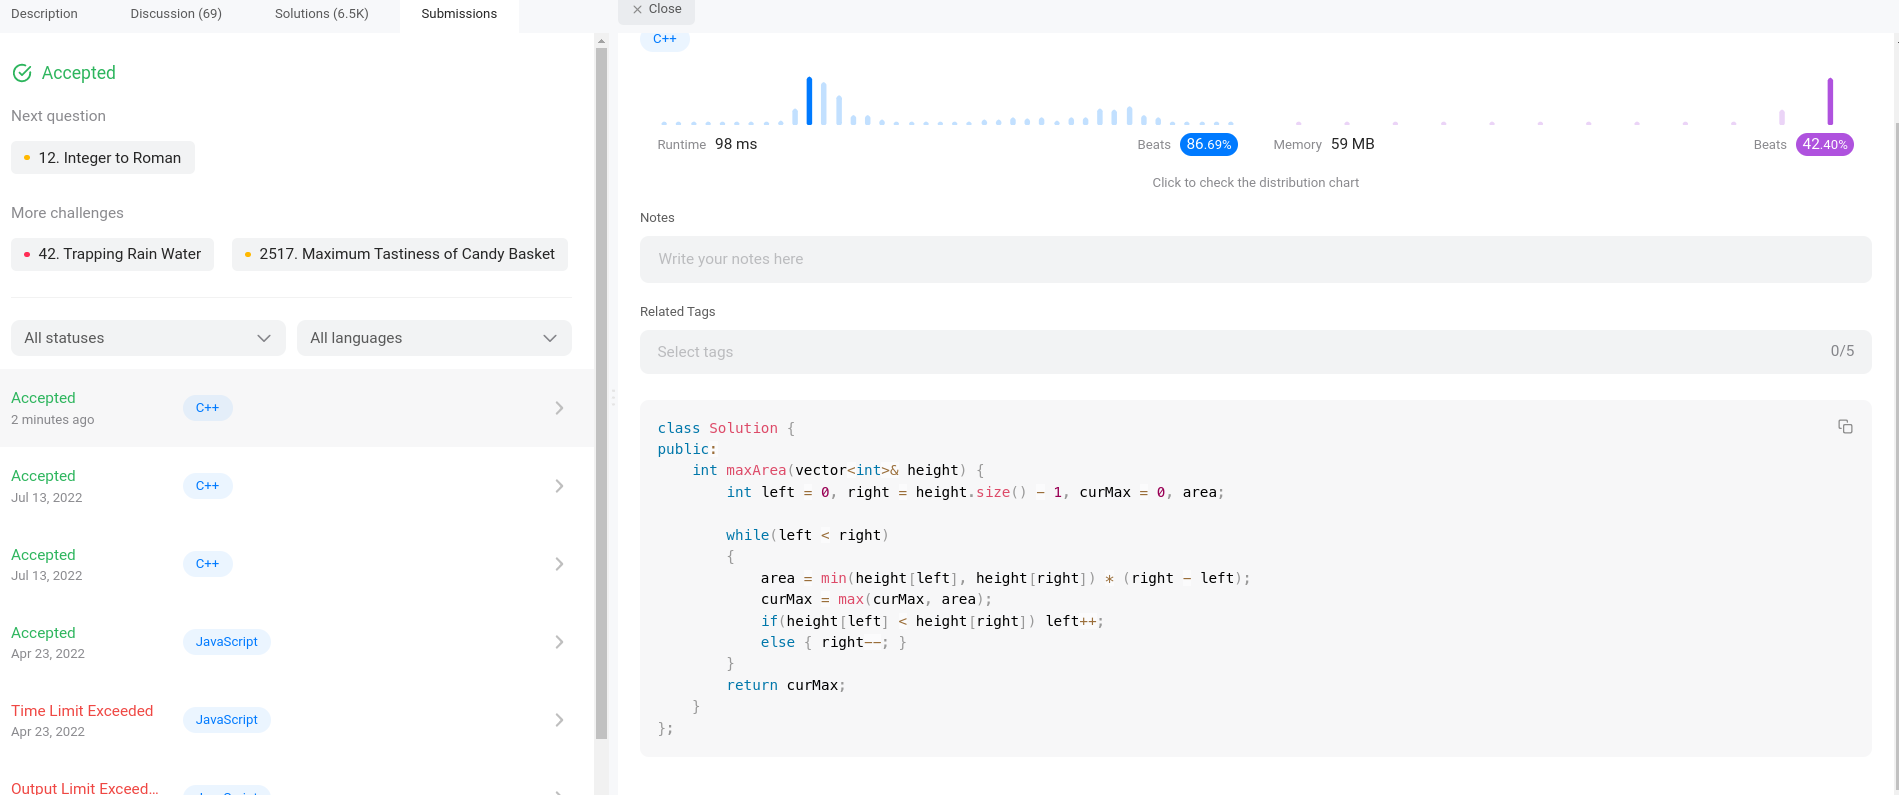 Description Discussion (69) Solutions (6.5K) Submissions
Accepted
Next question
12. Integer to Roman
More challenges
42. Trapping Rain Water 2517. Maximum Tastiness of Candy Basket
All statuses All languages
Accepted
2 minutes ago
C++
Accepted
Jul 13, 2022
C++
Accepted
Jul 13, 2022
C++
Accepted
Apr 23, 2022
JavaScript
Time Limit Exceeded
Apr 23, 2022
JavaScript
Output Limit Exceed...
JavaScript
Close
C++
Runtime 98 ms Beats 86.69% Memory 59 MB Beats 42.40%
Click to check the distribution chart
Notes
Write your notes here
Related Tags
Select tags 0/5
class Solution {
public:
    int maxArea(vector<int>& height) {
        int left = 0, right = height.size() - 1, curMax = 0, area;
        while(left < right)
        {
            area = min(height[left], height[right]) * (right - left);
            curMax = max(curMax, area);
            if(height[left] < height[right]) left++;
            else { right--; }
        }
        return curMax;
    }
};